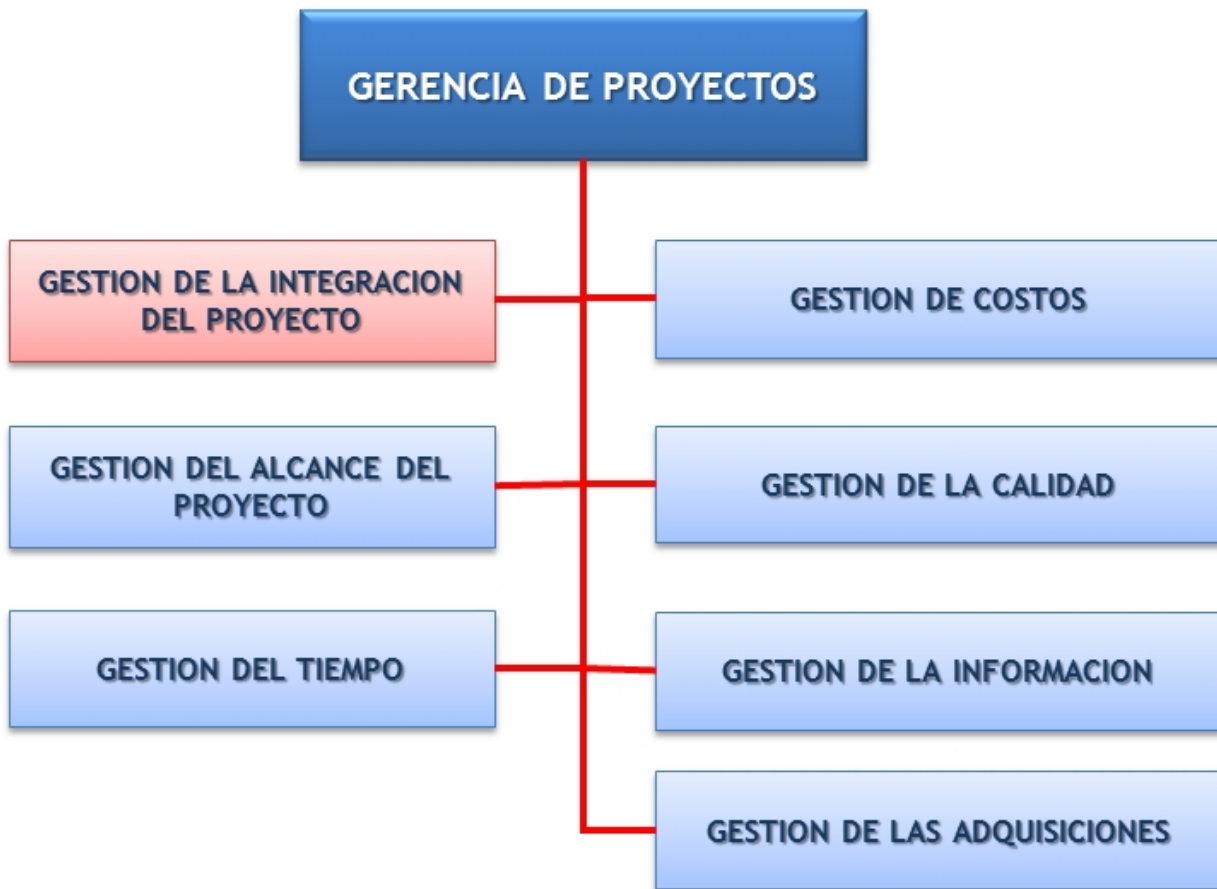 GERENCIA DE PROYECTOS
GESTION DE LA INTEGRACION
DEL PROYECTO
GESTION DE COSTOS
GESTION DEL ALCANCE DEL
PROYECTO
GESTION DE LA CALIDAD
GESTION DEL TIEMPO
GESTION DE LA INFORMACION
GESTION DE LAS ADQUISICIONES